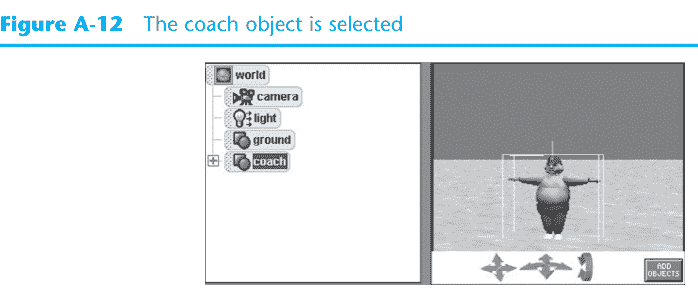 Figure A-12 The coach object is selected
world
camera
light
ground
coach
ADD
OBJECTS